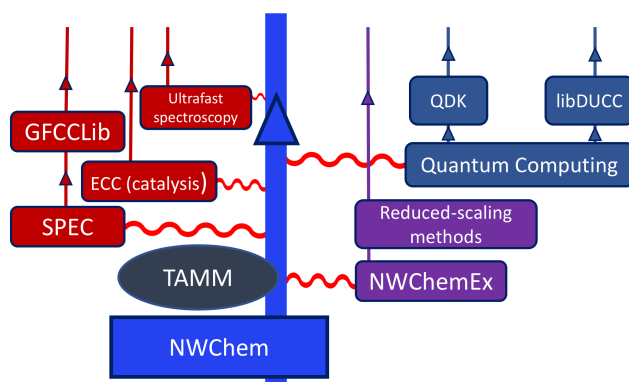 Ultrafast
spectroscopy
QDK
libDUCC
GFCCLib
Quantum Computing
ECC (catalysis)
SPEC
Reduced-scaling
methods
TAMM
NWChemEx
NWChem